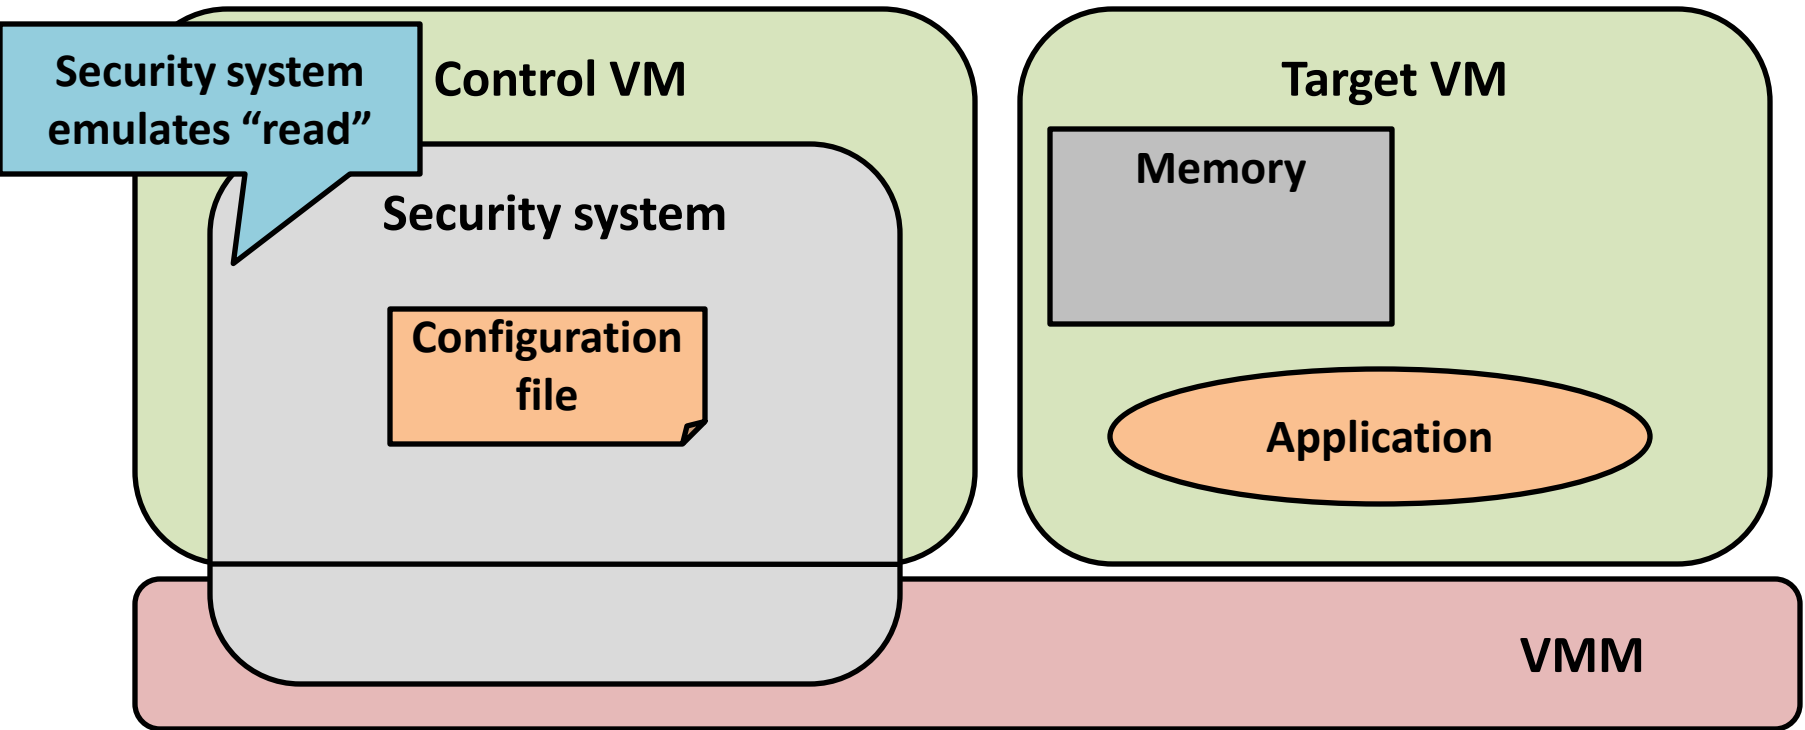 Security system
emulates “read”
Control VM
Target VM
Memory
Security system
Configuration
file
Application
VMM